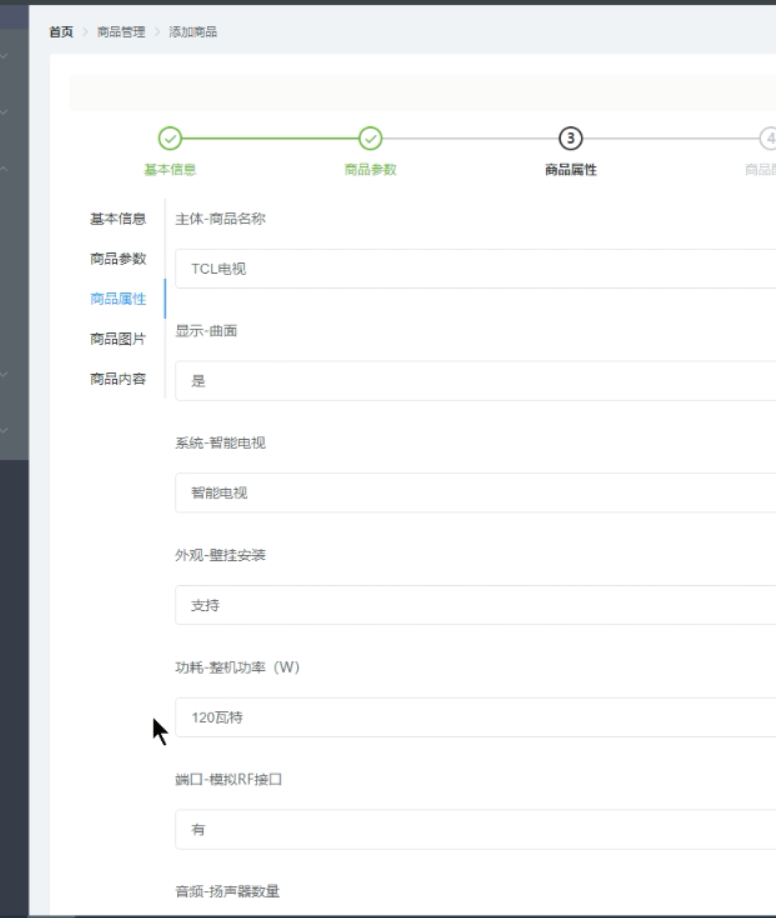 首页 > 商品管理 > 添加商品
3
4
基本信息
商品参数
商品属性
商品
基本信息
商品参数
商品属性
商品图片
商品内容
主体-商品名称
TCL电视
显示-曲面
是
系统-智能电视
智能电视
外观-壁挂安装
支持
功耗-整机功率（W）
120瓦特
端口-模拟RF接口
有
音频-扬声器数量